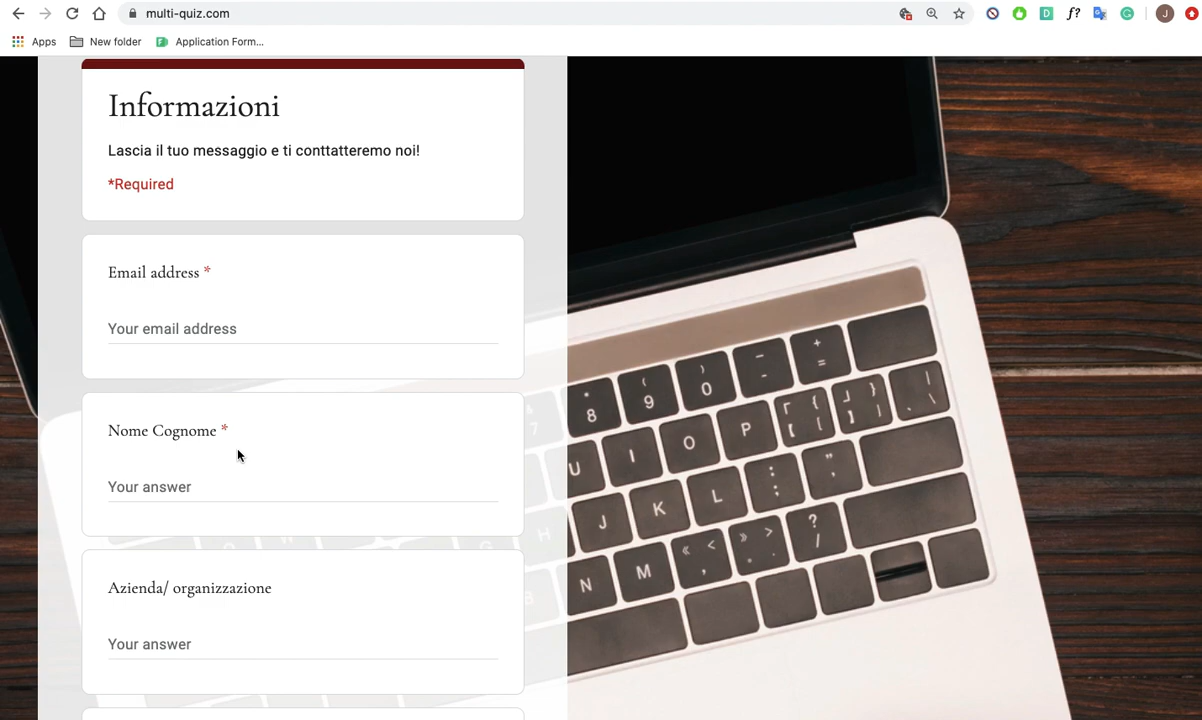 multi-quiz.com
Apps New folder Application Form...
Informazioni
Lascia il tuo messaggio e ti conttatteremo noi!
*Required
Email address *
Your email address
Nome Cognome *
Your answer
Azienda/ organizzazione
Your answer